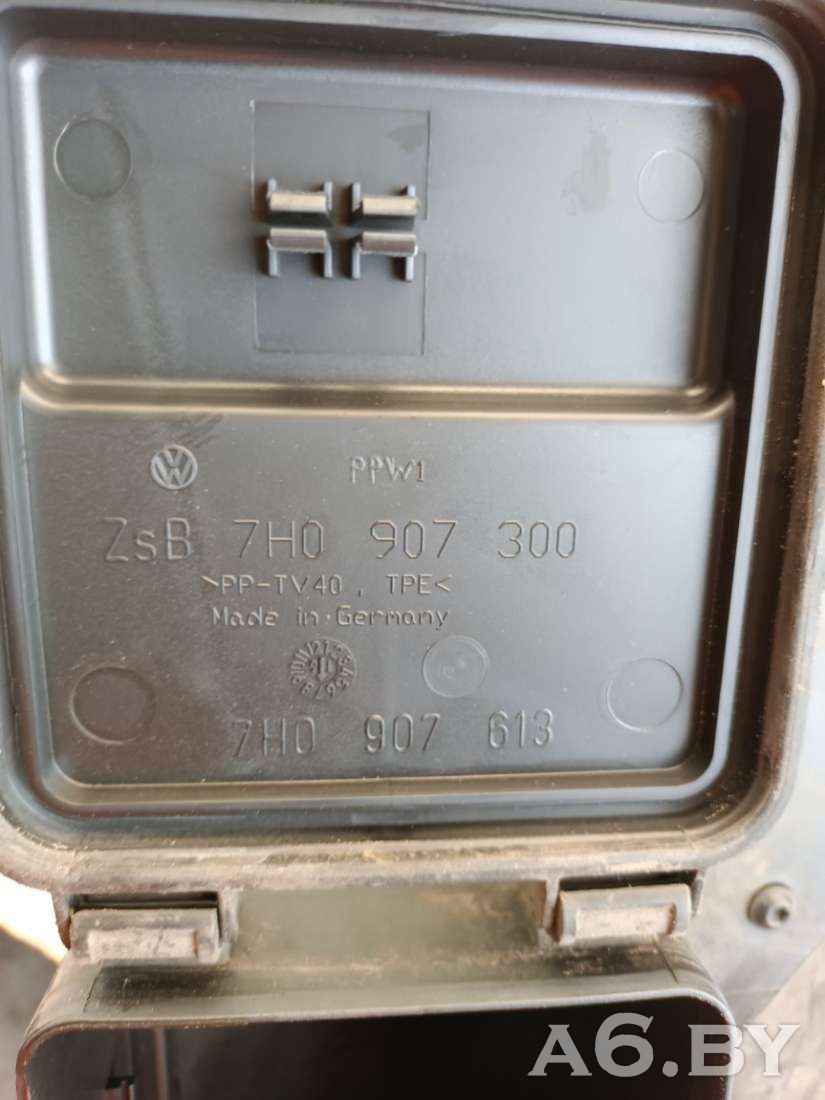 PPW1
ZsB 7H0 907 300
>PP-TV40, TPE<
Made in Germany
7H0 907 613
A6.BY